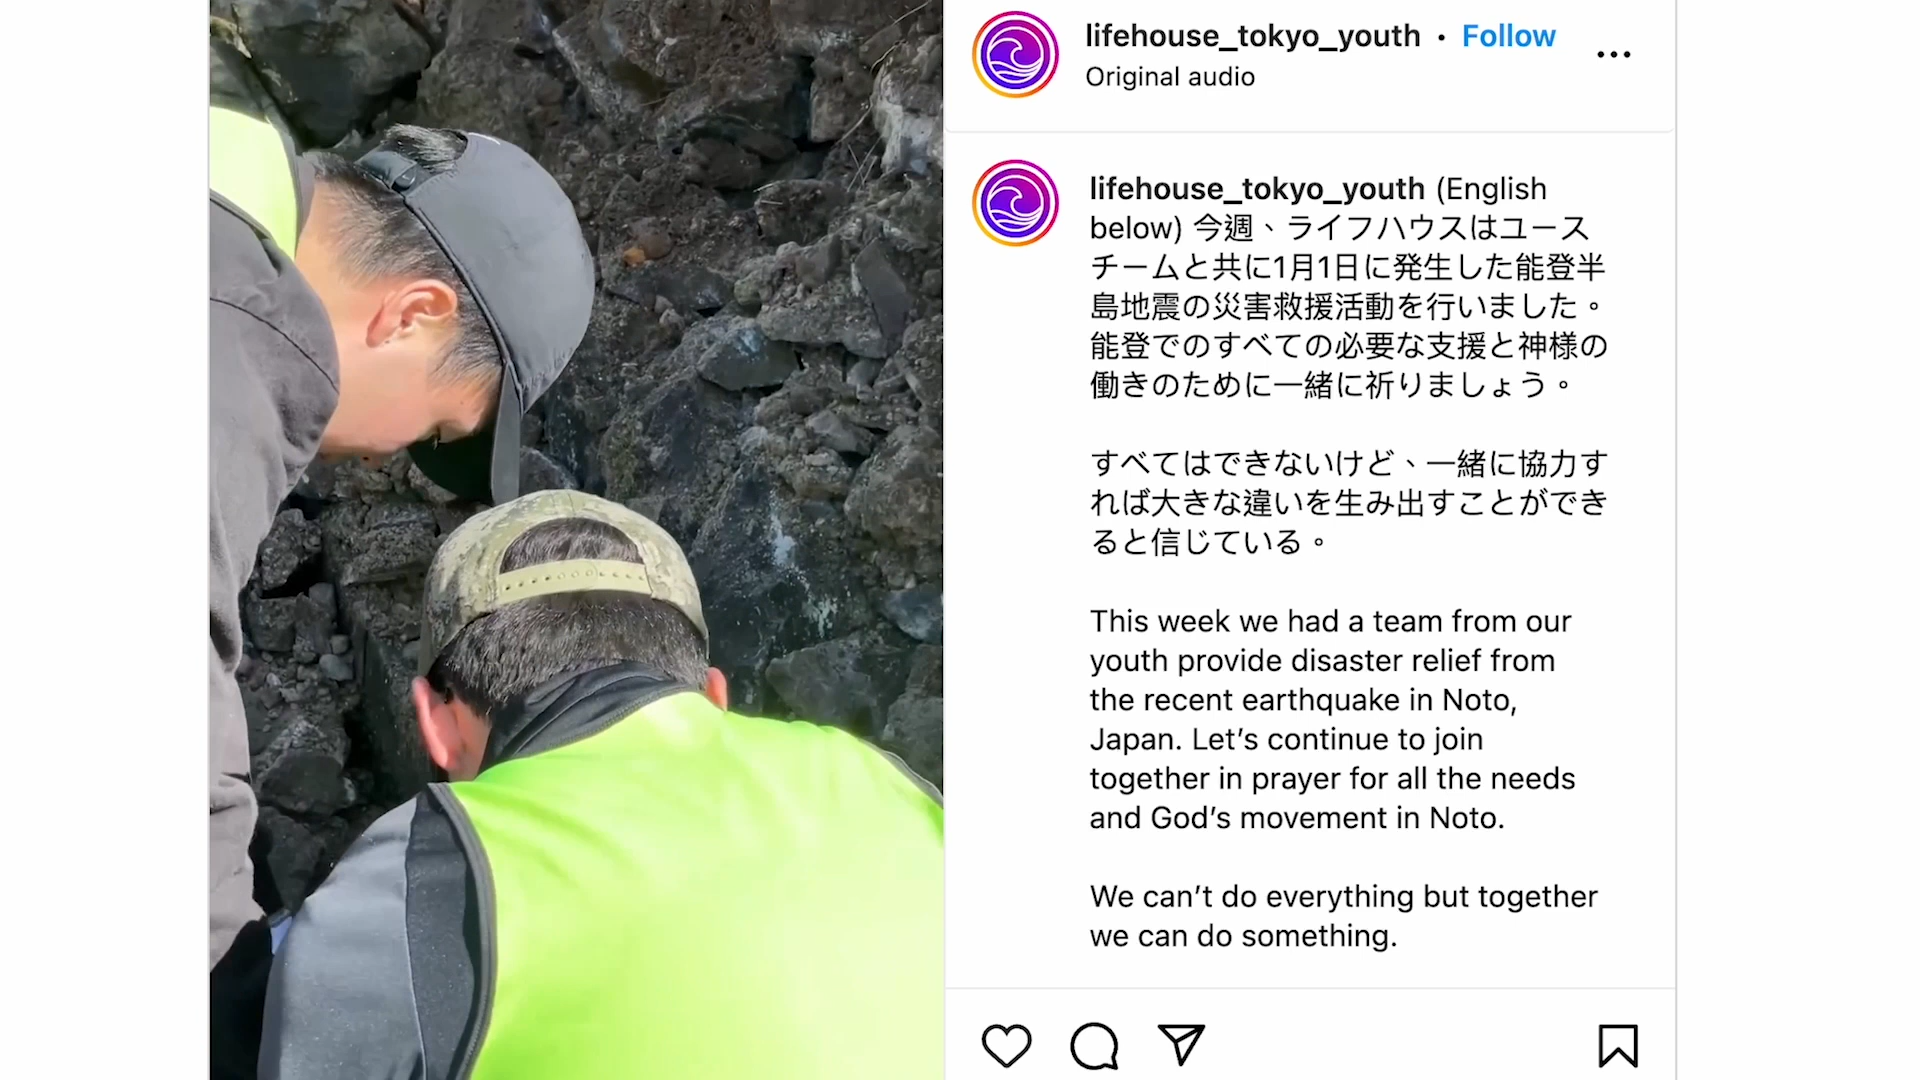 lifehouse_tokyo_youth • Follow
Original audio
lifehouse_tokyo_youth (English
below) 今週、ライフハウスはユース
チームと共に1月1日に発生した能登半
島地震の災害救援活動を行いました。
能登でのすべての必要な支援と神様の
働きのために一緒に祈りましょう。
すべてはできないけど、一緒に協力す
れば大きな違いを生み出すことができ
ると信じている。
This week we had a team from our
youth provide disaster relief from
the recent earthquake in Noto,
Japan. Let’s continue to join
together in prayer for all the needs
and God’s movement in Noto.
We can’t do everything but together
we can do something.